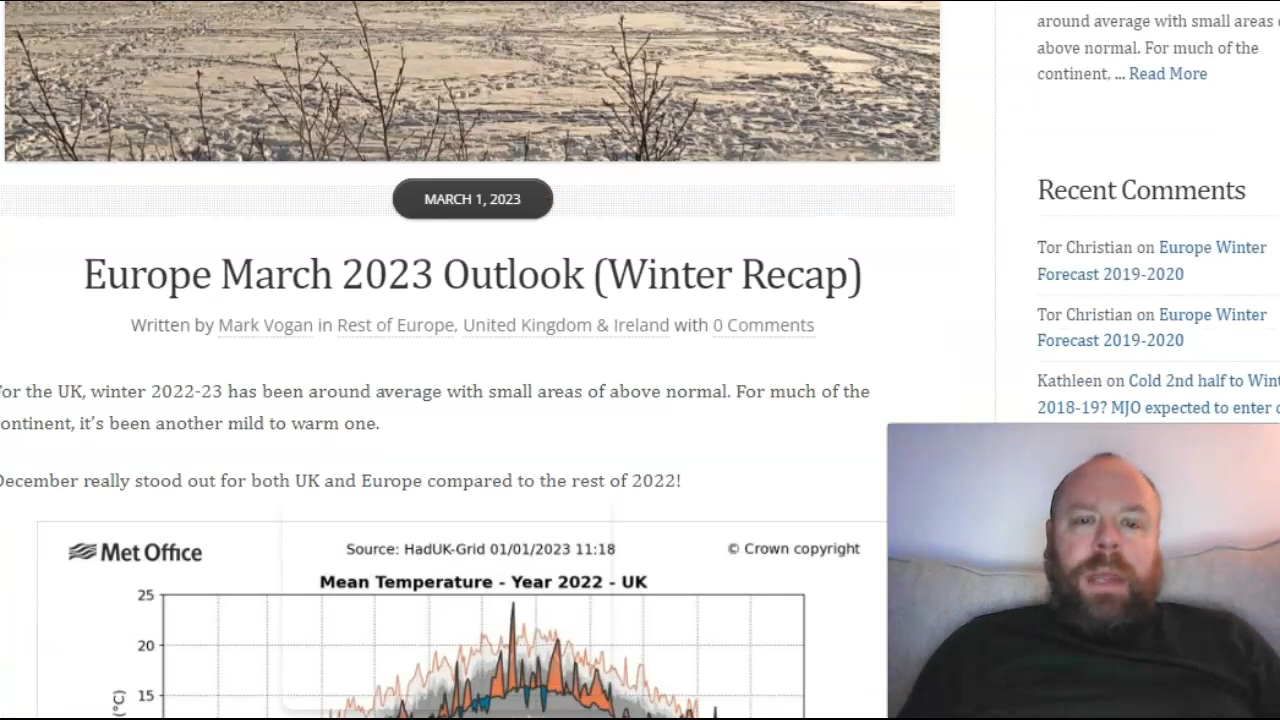 around average with small areas
above normal. For much of the
continent, ... Read More
MARCH 1, 2023
Europe March 2023 Outlook (Winter Recap)
Written by Mark Vogan in Rest of Europe, United Kingdom & Ireland with 0 Comments
For the UK, winter 2022-23 has been around average with small areas of above normal. For much of the
continent, it’s been another mild to warm one.
December really stood out for both UK and Europe compared to the rest of 2022!
Recent Comments
Tor Christian on Europe Winter
Forecast 2019-2020
Tor Christian on Europe Winter
Forecast 2019-2020
Kathleen on Cold 2nd half to
2018-19? MJO expected to enter
Met Office
Source: HadUK-Grid 01/01/2023 11:18
© Crown copyright
Mean Temperature - Year 2022 - UK
25
20
15
(°C)